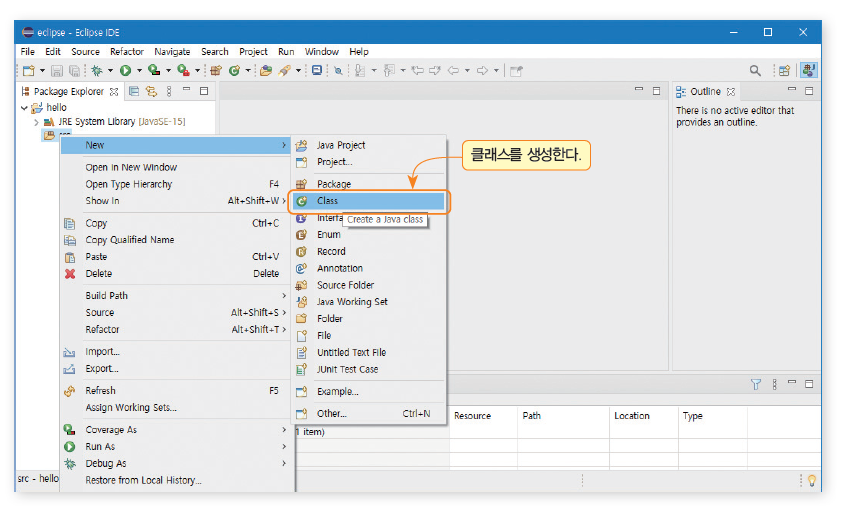 eclipse - Eclipse IDE
File Edit Source Refactor Navigate Search Project Run Window Help
Package Explorer
Outline
hello
There is no active editor that
provides an outline.
JRE System Library [JavaSE-15]
src
New
Open in New Window
Open Type Hierarchy F4
Show In Alt+Shift+W
Copy Ctrl+C
Copy Qualified Name
Paste Ctrl+V
Delete Delete
Build Path
Source Alt+Shift+S
Refactor Alt+Shift+T
Import...
Export...
Refresh F5
Assign Working Sets...
Coverage As
Run As
Debug As
Restore from Local History...
Java Project
Project...
Package
Class
Interfa
Create a Java class
Enum
Record
Annotation
Source Folder
Java Working Set
Folder
File
Untitled Text File
JUnit Test Case
Example...
Other... Ctrl+N
클래스를 생성한다.
Resource Path Location Type
1 item)
src - hello